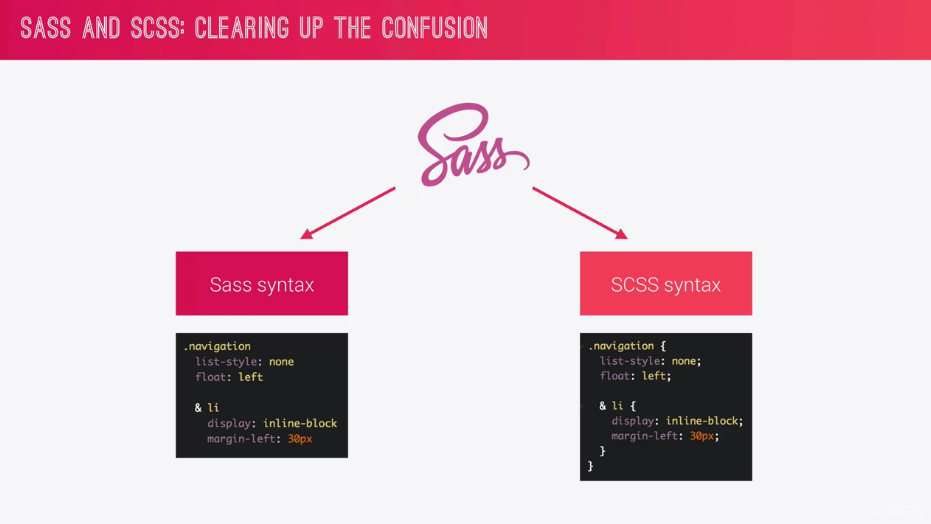 SASS AND SCSS: CLEARING UP THE CONFUSION
Sass
Sass syntax
.navigation
  list-style: none
  float: left

  & li
    display: inline-block
    margin-left: 30px
SCSS syntax
.navigation {
  list-style: none;
  float: left;

  & li {
    display: inline-block;
    margin-left: 30px;
  }
}
udemy